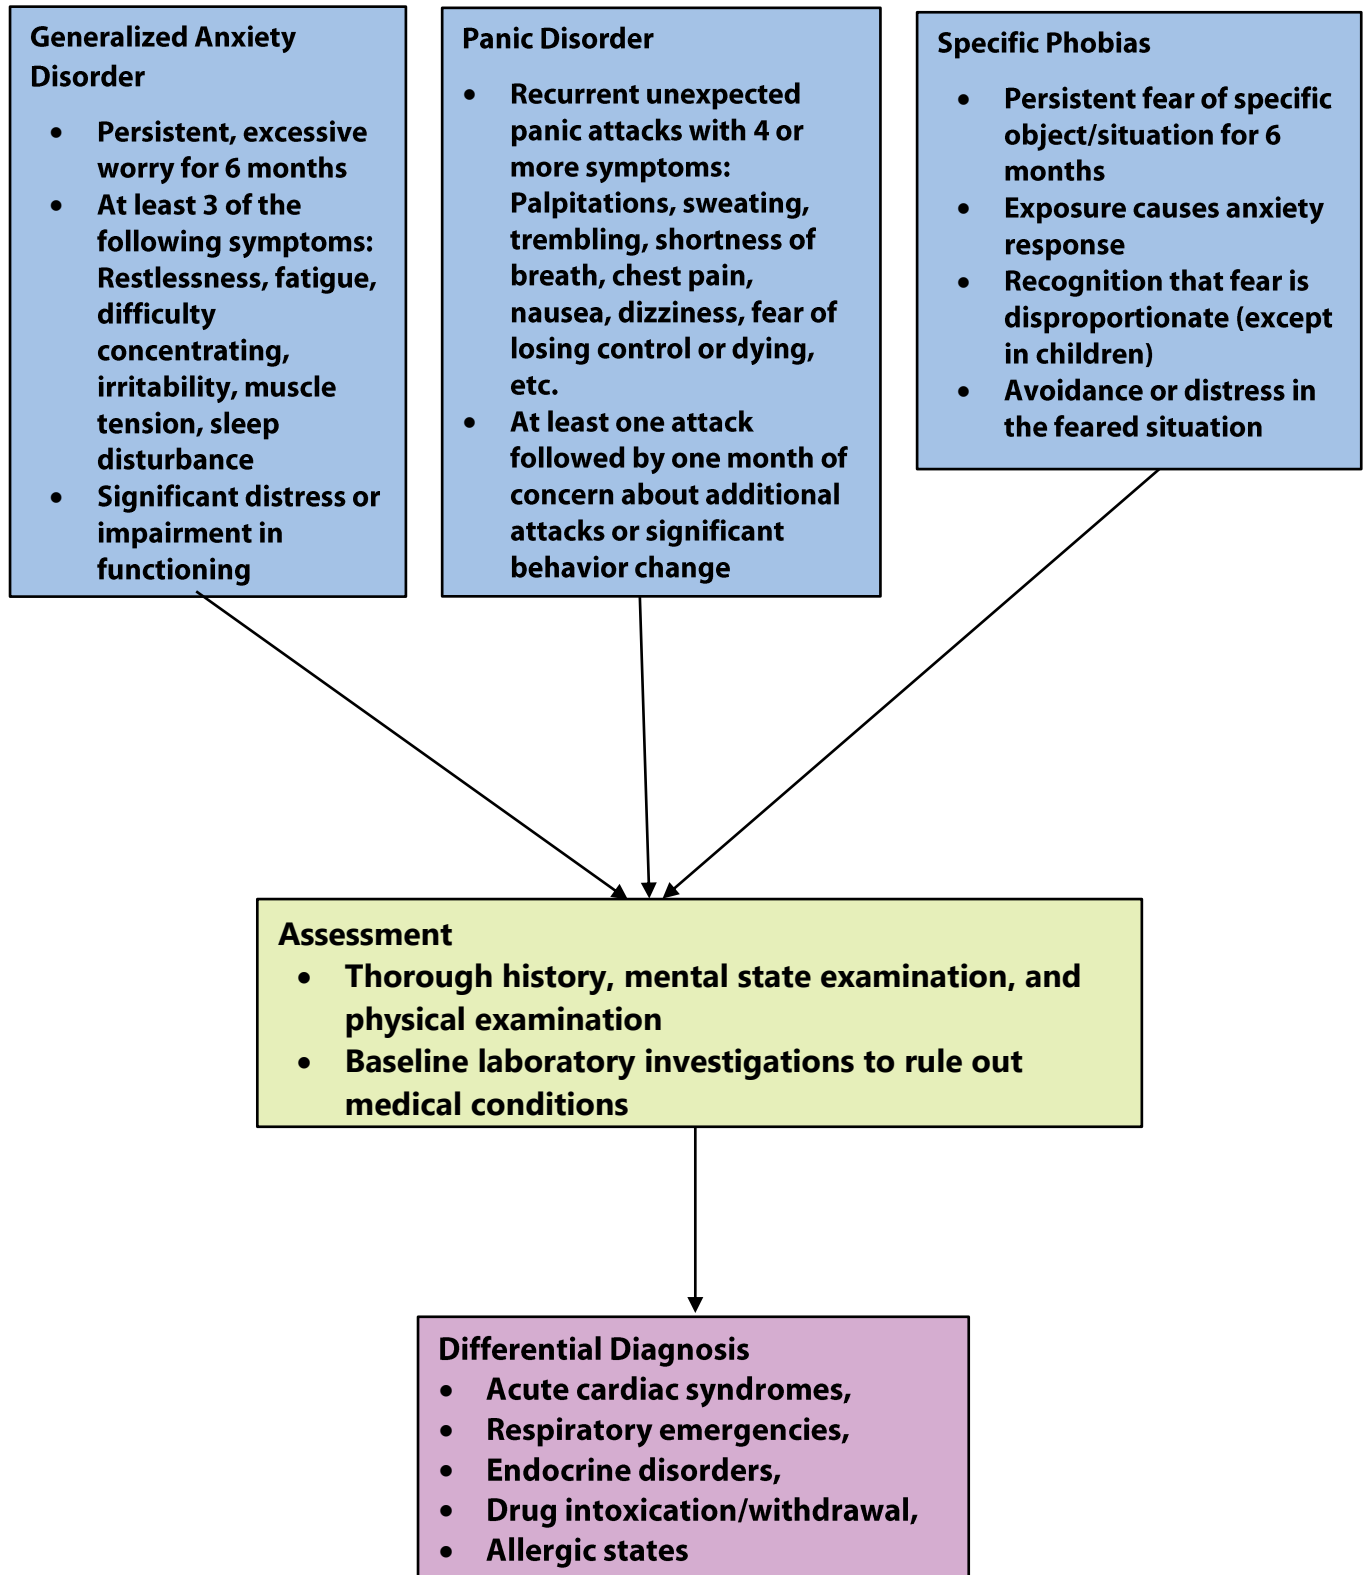 Generalized Anxiety
Disorder
• Persistent, excessive
worry for 6 months
• At least 3 of the
following symptoms:
Restlessness, fatigue,
difficulty
concentrating,
irritability, muscle
tension, sleep
disturbance
• Significant distress or
impairment in
functioning
Panic Disorder
• Recurrent unexpected
panic attacks with 4 or
more symptoms:
Palpitations, sweating,
trembling, shortness of
breath, chest pain,
nausea, dizziness, fear of
losing control or dying,
etc.
• At least one attack
followed by one month of
concern about additional
attacks or significant
behavior change
Specific Phobias
• Persistent fear of specific
object/situation for 6
months
• Exposure causes anxiety
response
• Recognition that fear is
disproportionate (except
in children)
• Avoidance or distress in
the feared situation
Assessment
• Thorough history, mental state examination, and
physical examination
• Baseline laboratory investigations to rule out
medical conditions
Differential Diagnosis
• Acute cardiac syndromes,
• Respiratory emergencies,
• Endocrine disorders,
• Drug intoxication/withdrawal,
• Allergic states